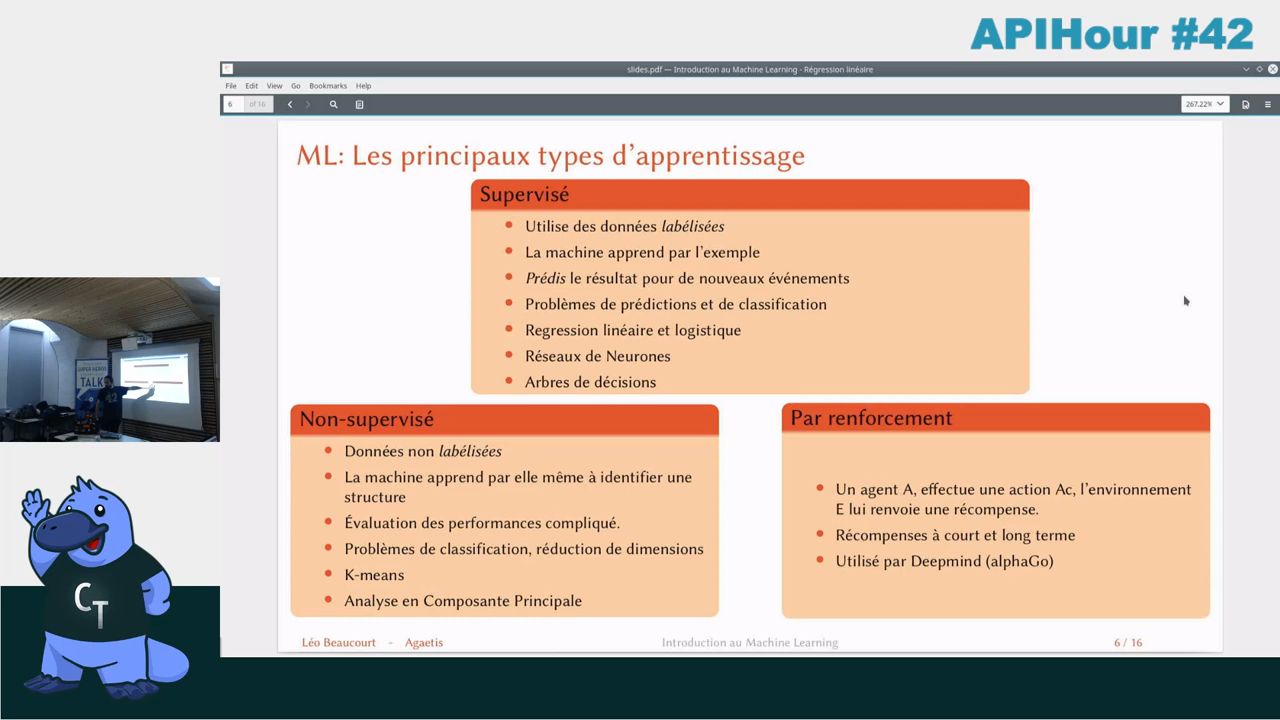 APIHour #42
slides.pdf — Introduction au Machine Learning - Régression linéaire
File Edit View Go Bookmarks Help
6 of 16
267.22%
ML: Les principaux types d'apprentissage
Supervisé
Utilise des données labélisées
La machine apprend par l'exemple
Prédis le résultat pour de nouveaux événements
Problèmes de prédictions et de classification
Regression linéaire et logistique
Réseaux de Neurones
Arbres de décisions
Non-supervisé
Données non labélisées
La machine apprend par elle même à identifier une
structure
Évaluation des performances compliqué.
Problèmes de classification, réduction de dimensions
K-means
Analyse en Composante Principale
Par renforcement
Un agent A, effectue une action Ac, l'environnement
E lui renvoie une récompense.
Récompenses à court et long terme
Utilisé par Deepmind (alphaGo)
Léo Beaucourt - Agaetis
Introduction au Machine Learning
6 / 16
SUPER HEROS
TALK
CT